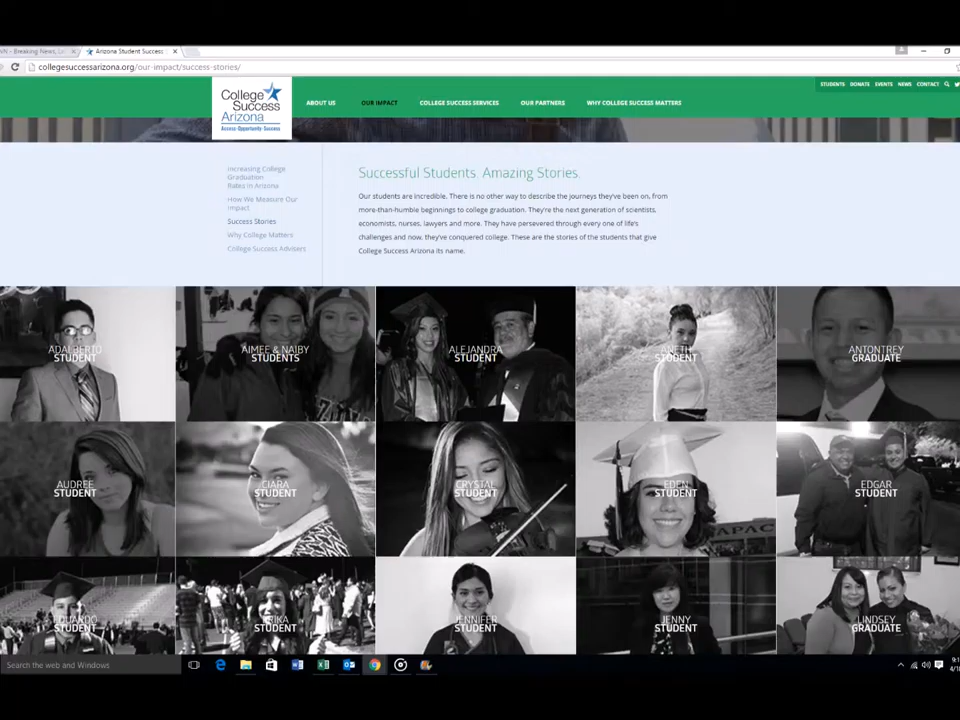 VN - Breaking News, L
Arizona Student Success
collegesuccessarizona.org/our-impact/success-stories/
STUDENTS DONATE EVENTS NEWS CONTACT
College Success Arizona
Access•Opportunity•Success
ABOUT US OUR IMPACT COLLEGE SUCCESS SERVICES OUR PARTNERS WHY COLLEGE SUCCESS MATTERS
Increasing College
Graduation
Rates in Arizona
How We Measure Our
Impact
Success Stories
Why College Matters
College Success Advisers
Successful Students. Amazing Stories.
Our students are incredible. There is no other way to describe the journeys they've been on, from
more-than-humble beginnings to college graduation. They're the next generation of scientists,
economists, nurses, lawyers and more. They have persevered through every one of life's
challenges and now, they've conquered college. These are the stories of the students that give
College Success Arizona its name.
ADALBERTO
STUDENT
AIMEE & NAIBY
STUDENTS
ALEJANDRA
STUDENT
ANETH
STUDENT
ANTONTREY
GRADUATE
AUDREE
STUDENT
CIARA
STUDENT
CRYSTAL
STUDENT
EDEN
STUDENT
EDGAR
STUDENT
EDUARDO
STUDENT
ERIKA
STUDENT
JENNIFER
STUDENT
JENNY
STUDENT
LINDSEY
GRADUATE
Search the web and Windows